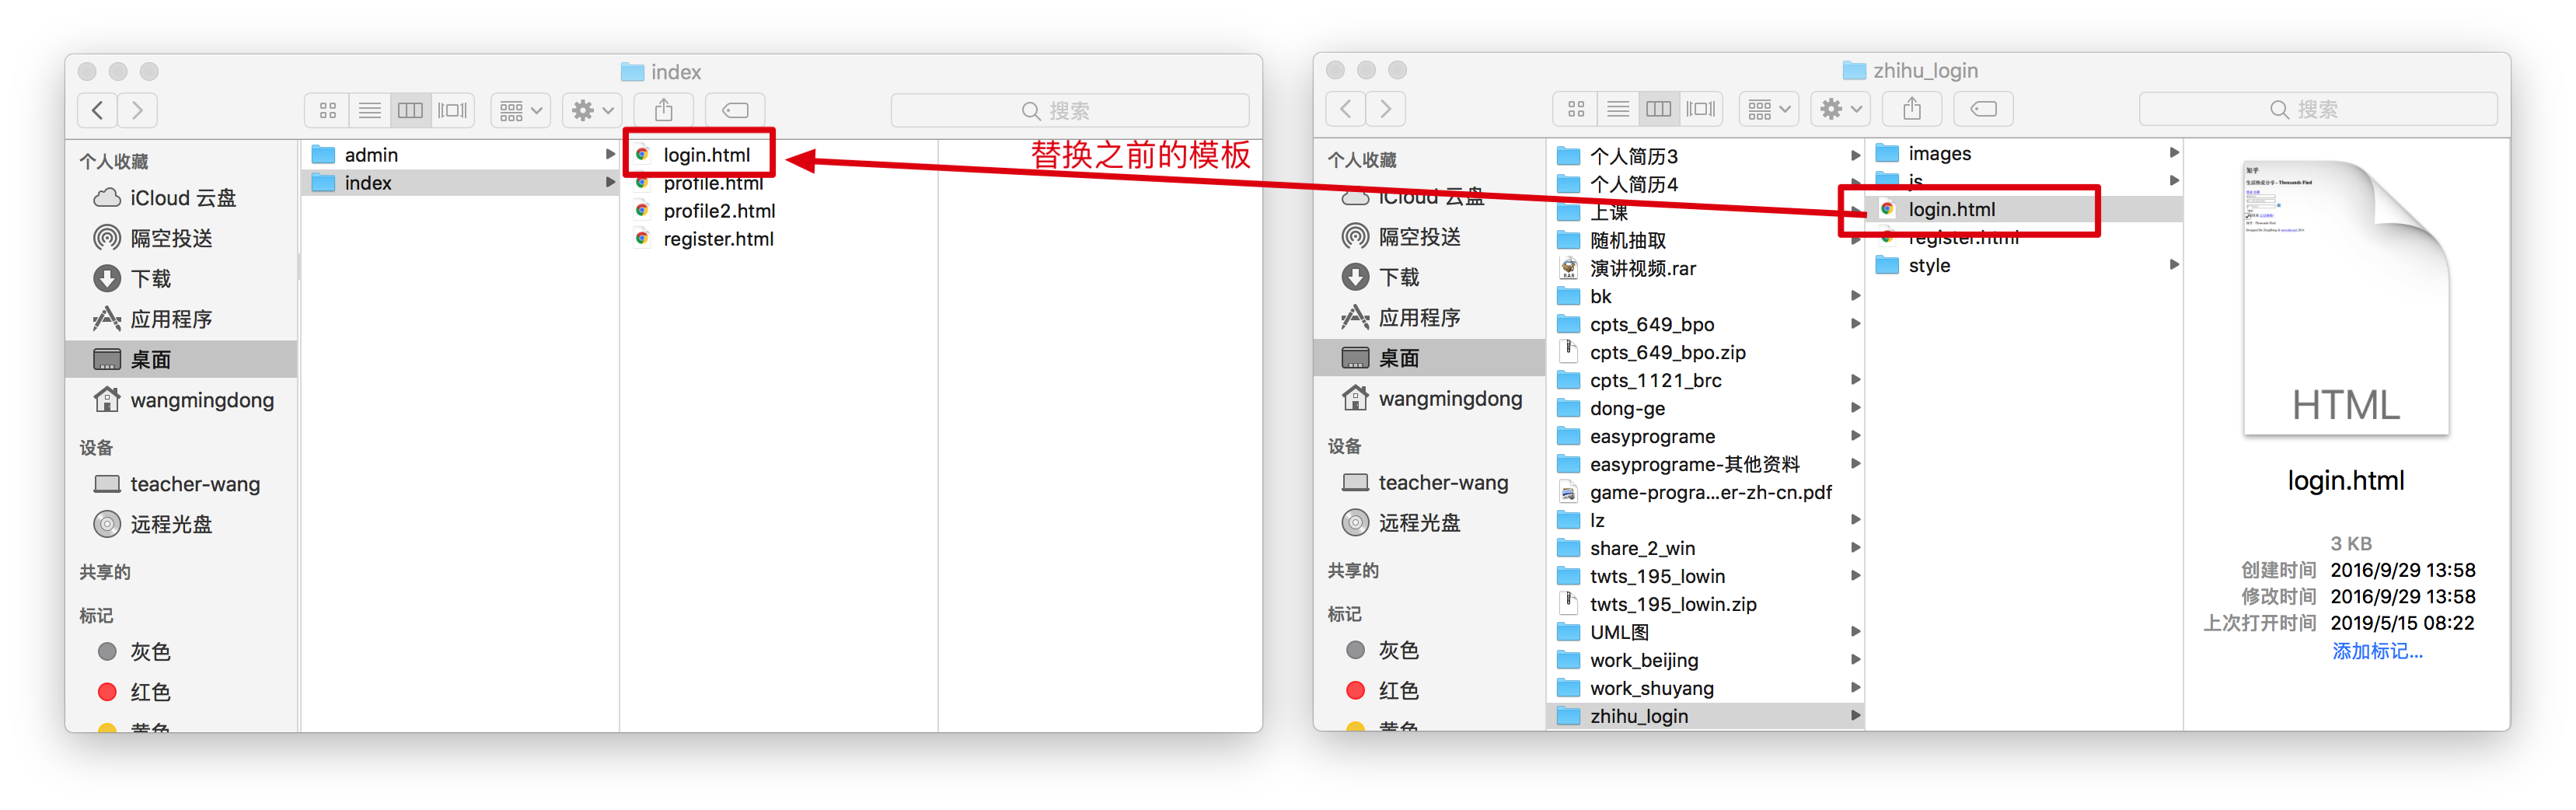 index
搜索
个人收藏
iCloud 云盘
隔空投送
下载
应用程序
桌面
wangmingdong
设备
teacher-wang
远程光盘
共享的
标记
灰色
红色
黄色
admin
index
login.html
profile.html
profile2.html
register.html
替换之前的模板
zhihu_login
搜索
个人收藏
iCloud 云盘
隔空投送
下载
应用程序
桌面
wangmingdong
设备
teacher-wang
远程光盘
共享的
标记
灰色
红色
黄色
个人简历3
个人简历4
上课
随机抽取
演讲视频.rar
bk
cpts_649_bpo
cpts_649_bpo.zip
cpts_1121_brc
dong-ge
easyprograme
easyprograme-其他资料
game-progra...er-zh-cn.pdf
lz
share_2_win
twts_195_lowin
twts_195_lowin.zip
UML图
work_beijing
work_shuyang
zhihu_login
images
js
login.html
register.html
style
知乎
HTML
login.html
3 KB
创建时间 2016/9/29 13:58
修改时间 2016/9/29 13:58
上次打开时间 2019/5/15 08:22
添加标记...